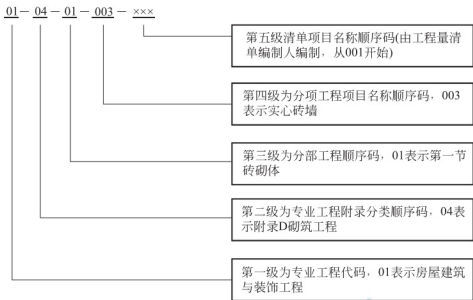 01－04－01－003－×××
第五级清单项目名称顺序码(由工程量清
单编制人编制，从001开始)
第四级为分项工程项目名称顺序码，003
表示实心砖墙
第三级为分部工程顺序码，01表示第一节
砖砌体
第二级为专业工程附录分类顺序码，04表
示附录D砌筑工程
第一级为专业工程代码，01表示房屋建筑
与装饰工程